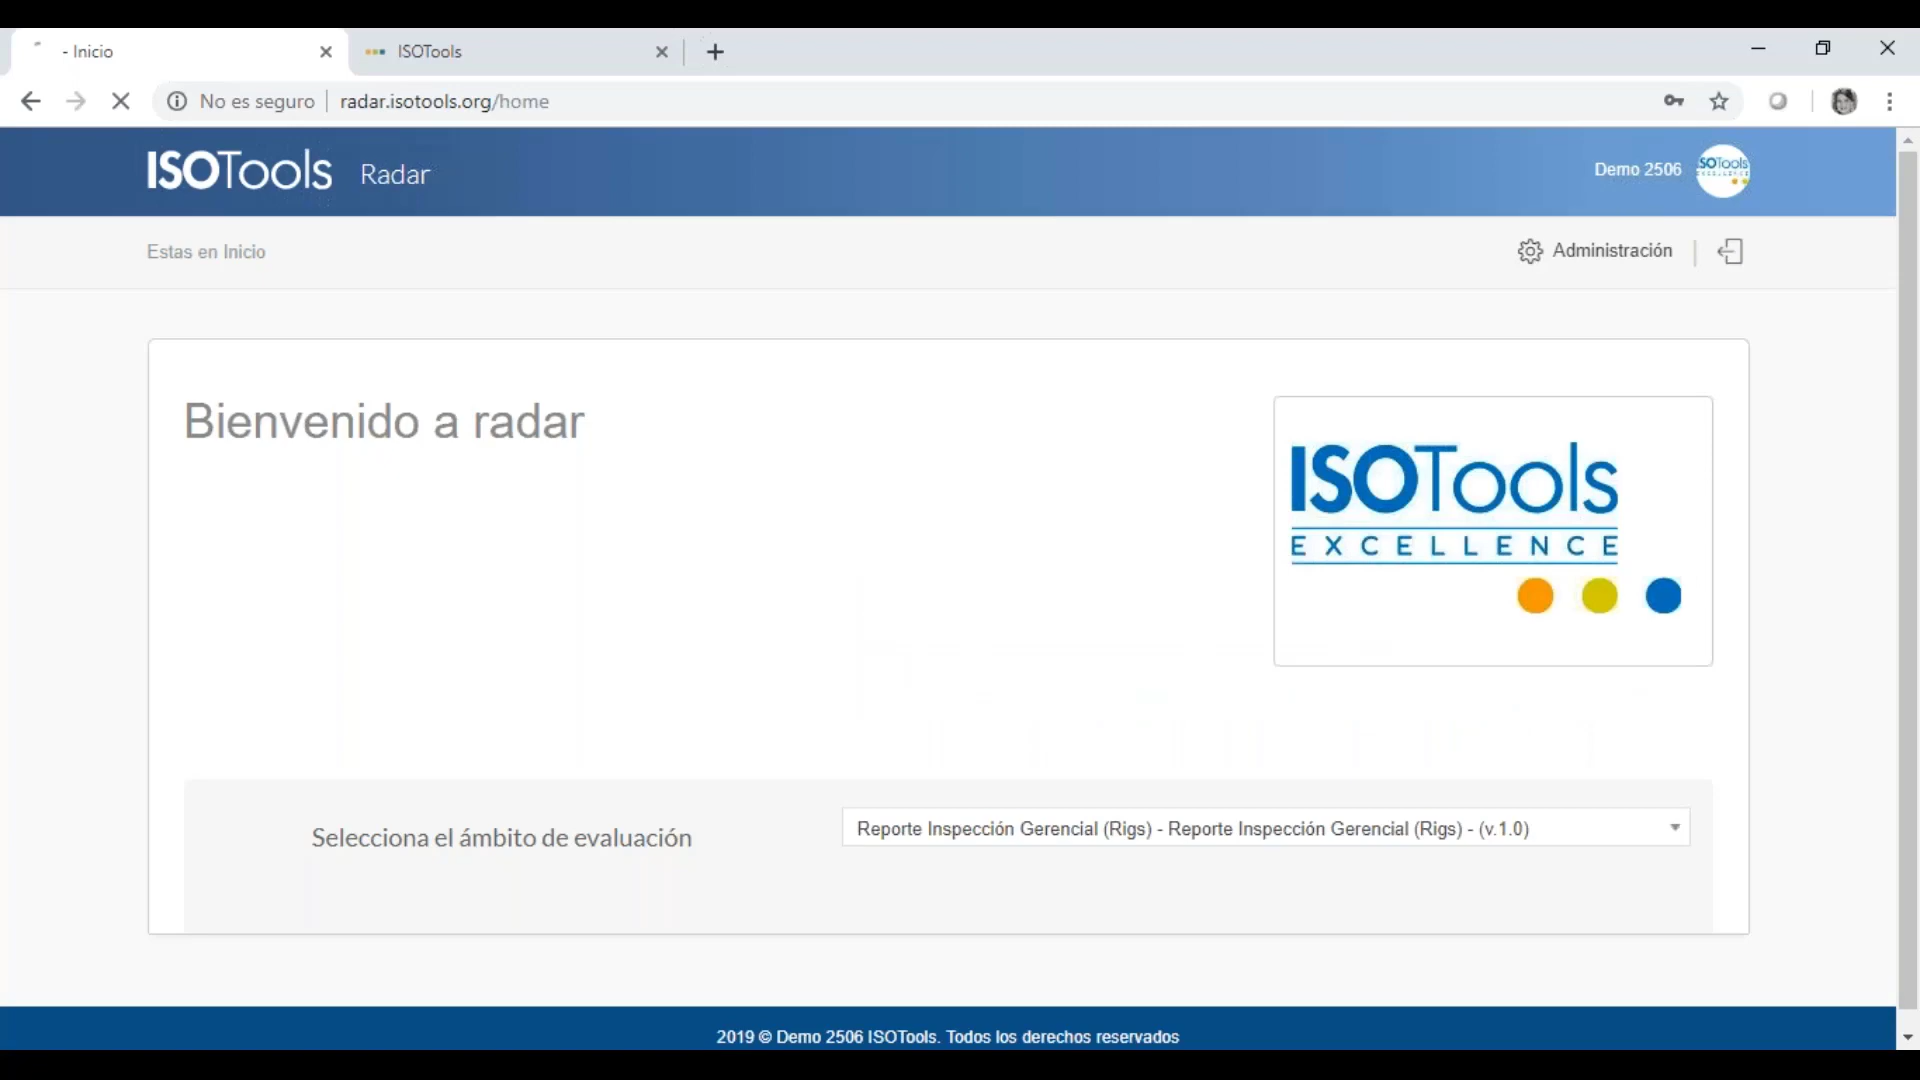 - Inicio
ISOTools
No es seguro
radar.isotools.org/home
ISOTools Radar
Demo 2506
ISOTools
EXCELLENCE
Estas en Inicio
Administración
Bienvenido a radar
ISOTools
EXCELLENCE
Selecciona el ámbito de evaluación
Reporte Inspección Gerencial (Rigs) - Reporte Inspección Gerencial (Rigs) - (v.1.0)
2019 © Demo 2506 ISOTools. Todos los derechos reservados